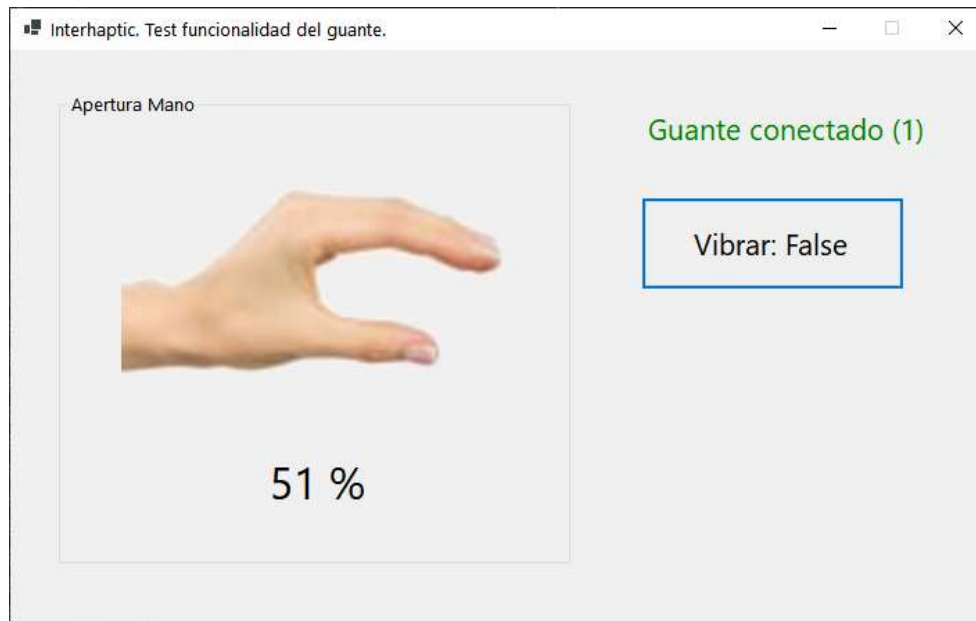 Interhaptic. Test funcionalidad del guante.
Apertura Mano
Guante conectado (1)
Vibrar: False
51 %